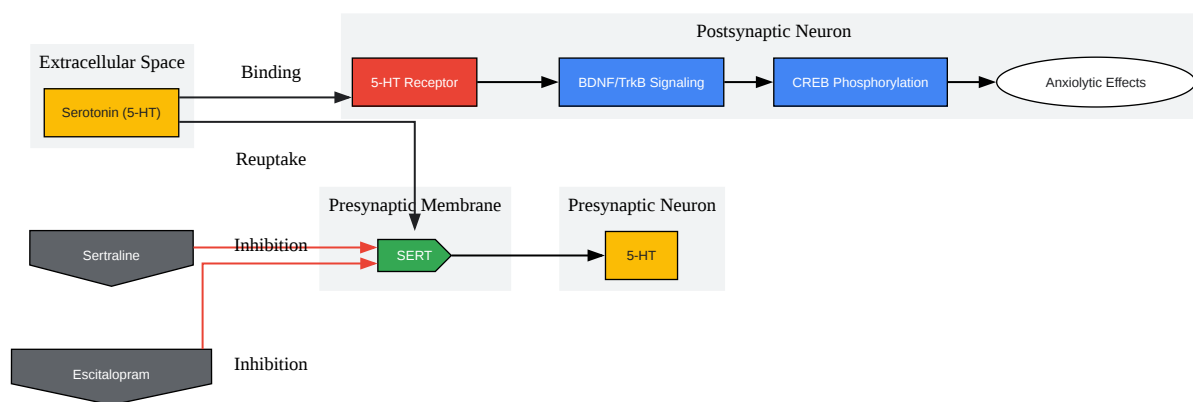 Postsynaptic Neuron
Extracellular Space
Binding
5-HT Receptor
BDNF/TrkB Signaling
CREB Phosphorylation
Anxiolytic Effects
Serotonin (5-HT)
Reuptake
Presynaptic Membrane
Presynaptic Neuron
Sertraline
Inhibition
SERT
5-HT
Escitalopram
Inhibition